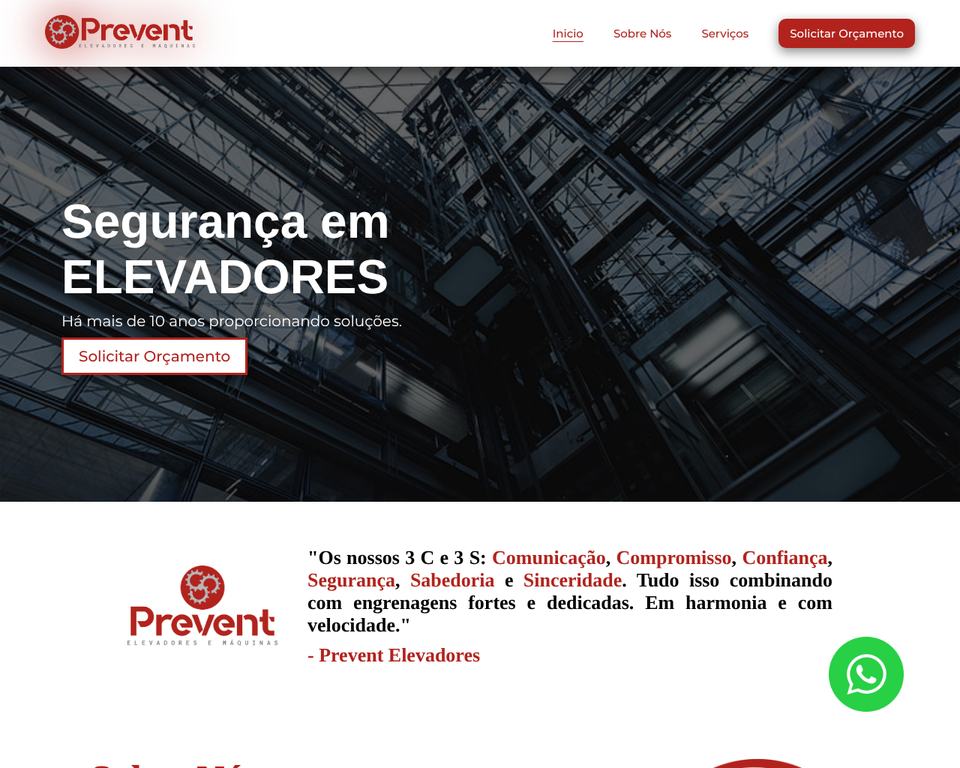 Prevent
ELEVADORES E MAQUINAS
Inicio
Sobre Nós
Serviços
Solicitar Orçamento
Segurança em
ELEVADORES
Há mais de 10 anos proporcionando soluções.
Solicitar Orçamento
Prevent
ELEVADORES E MÁQUINAS
"Os nossos 3 C e 3 S: Comunicação, Compromisso, Confiança,
Segurança, Sabedoria e Sinceridade. Tudo isso combinando
com engrenagens fortes e dedicadas. Em harmonia e com
velocidade."
- Prevent Elevadores